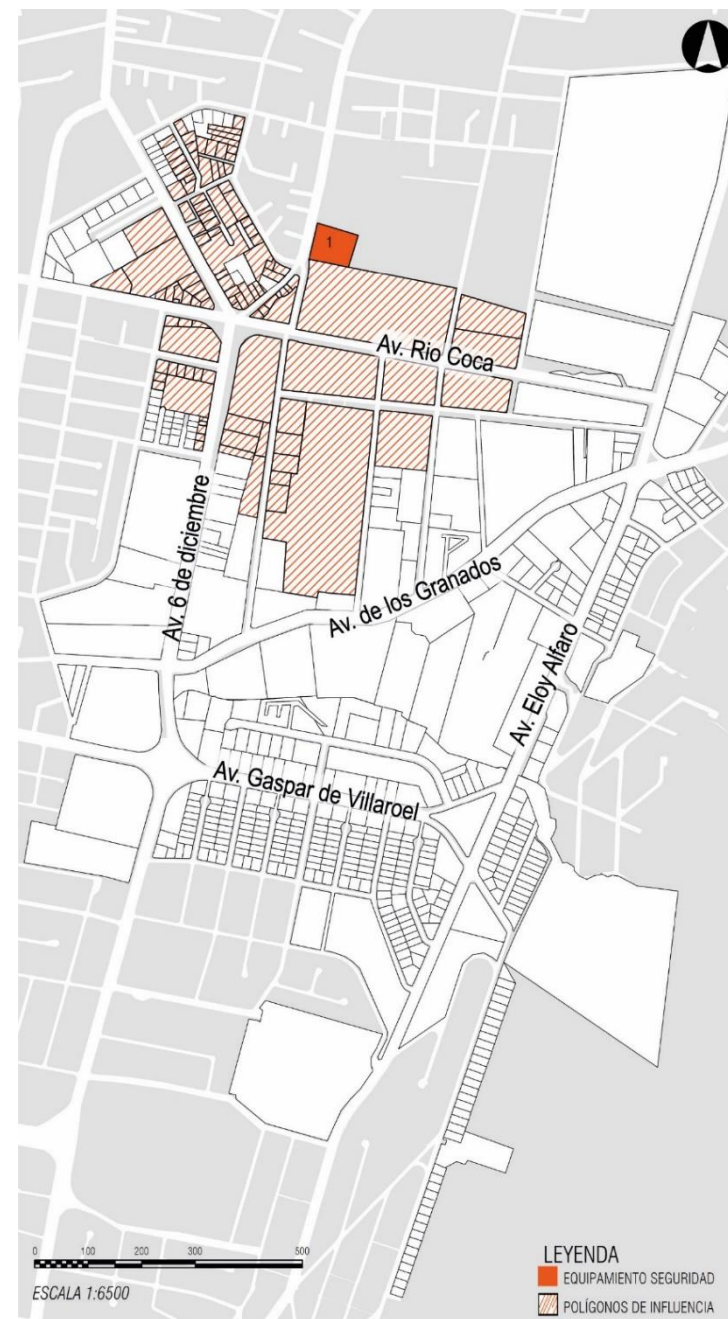 1
Av. Rio Coca
Av. 6 de diciembre
Av. de los Granados
Av. Eloy Alfaro
Av. Gaspar de Villaroel
0 100 200 300 500
ESCALA 1:6500
LEYENDA
EQUIPAMIENTO SEGURIDAD
POLÍGONOS DE INFLUENCIA